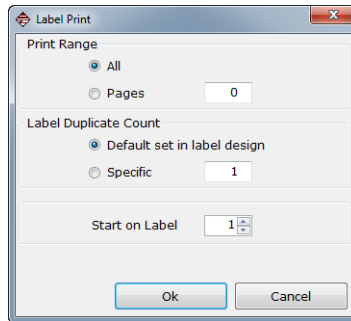 Label Print
Print Range
All
Pages 0
Label Duplicate Count
Default set in label design
Specific 1
Start on Label 1
Ok Cancel